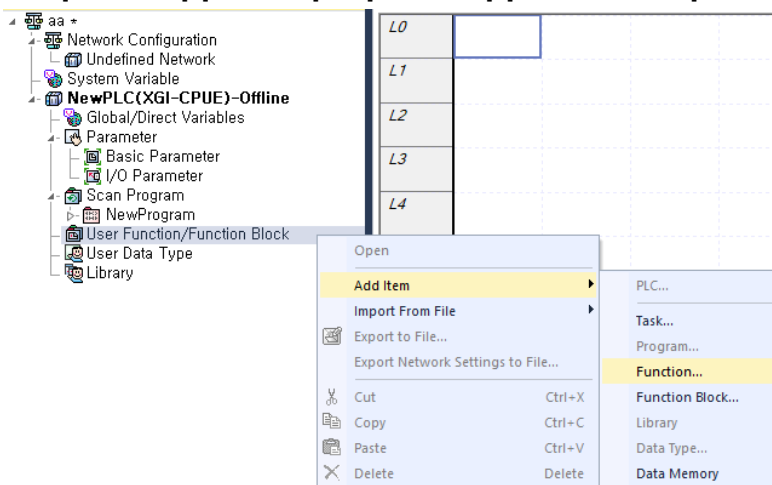 aa *
Network Configuration
Undefined Network
System Variable
NewPLC(XGI-CPUE)-Offline
Global/Direct Variables
Parameter
Basic Parameter
I/O Parameter
Scan Program
NewProgram
User Function/Function Block
User Data Type
Library
L0
L1
L2
L3
L4
Open
Add Item
Import From File
Export to File...
Export Network Settings to File...
Cut Ctrl+X
Copy Ctrl+C
Paste Ctrl+V
Delete Delete
PLC...
Task...
Program...
Function...
Function Block...
Library
Data Type...
Data Memory